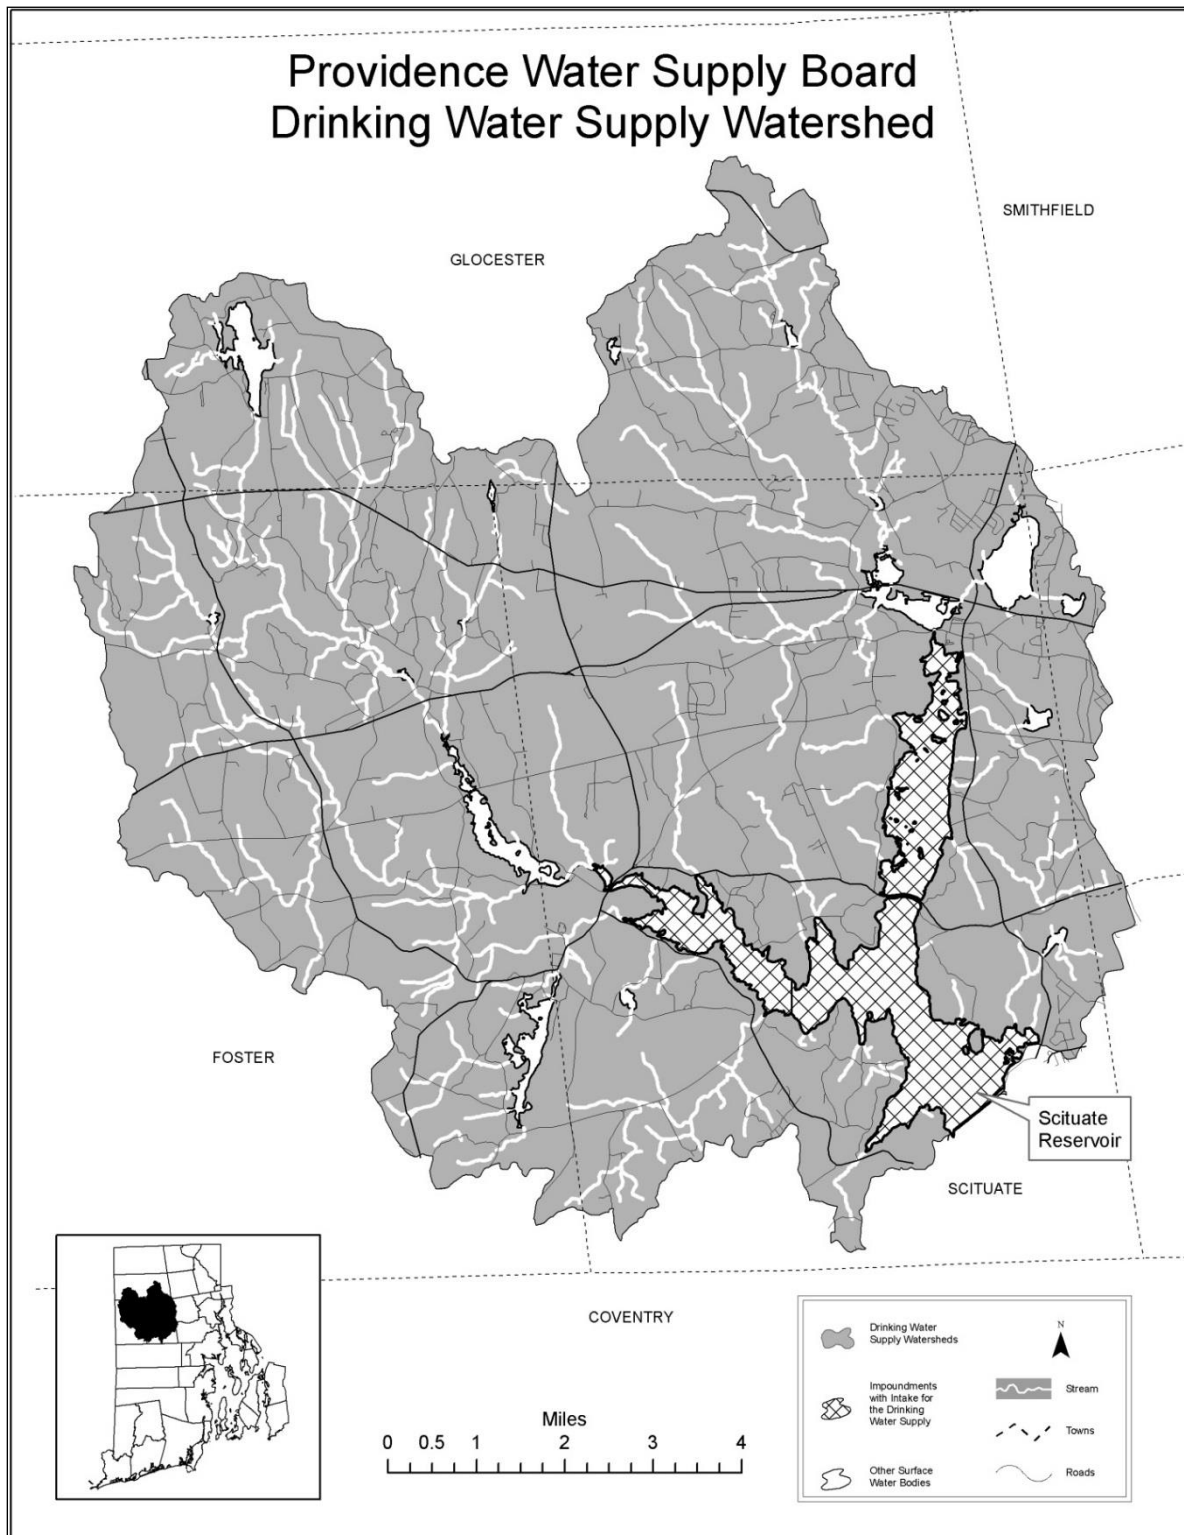 Providence Water Supply Board
Drinking Water Supply Watershed
SMITHFIELD
GLOCESTER
FOSTER
Scituate
Reservoir
SCITUATE
COVENTRY
Miles
0 0.5 1 2 3 4
Drinking Water
Supply Watersheds
N
Impoundments
with Intake for
the Drinking
Water Supply
Stream
Towns
Other Surface
Water Bodies
Roads